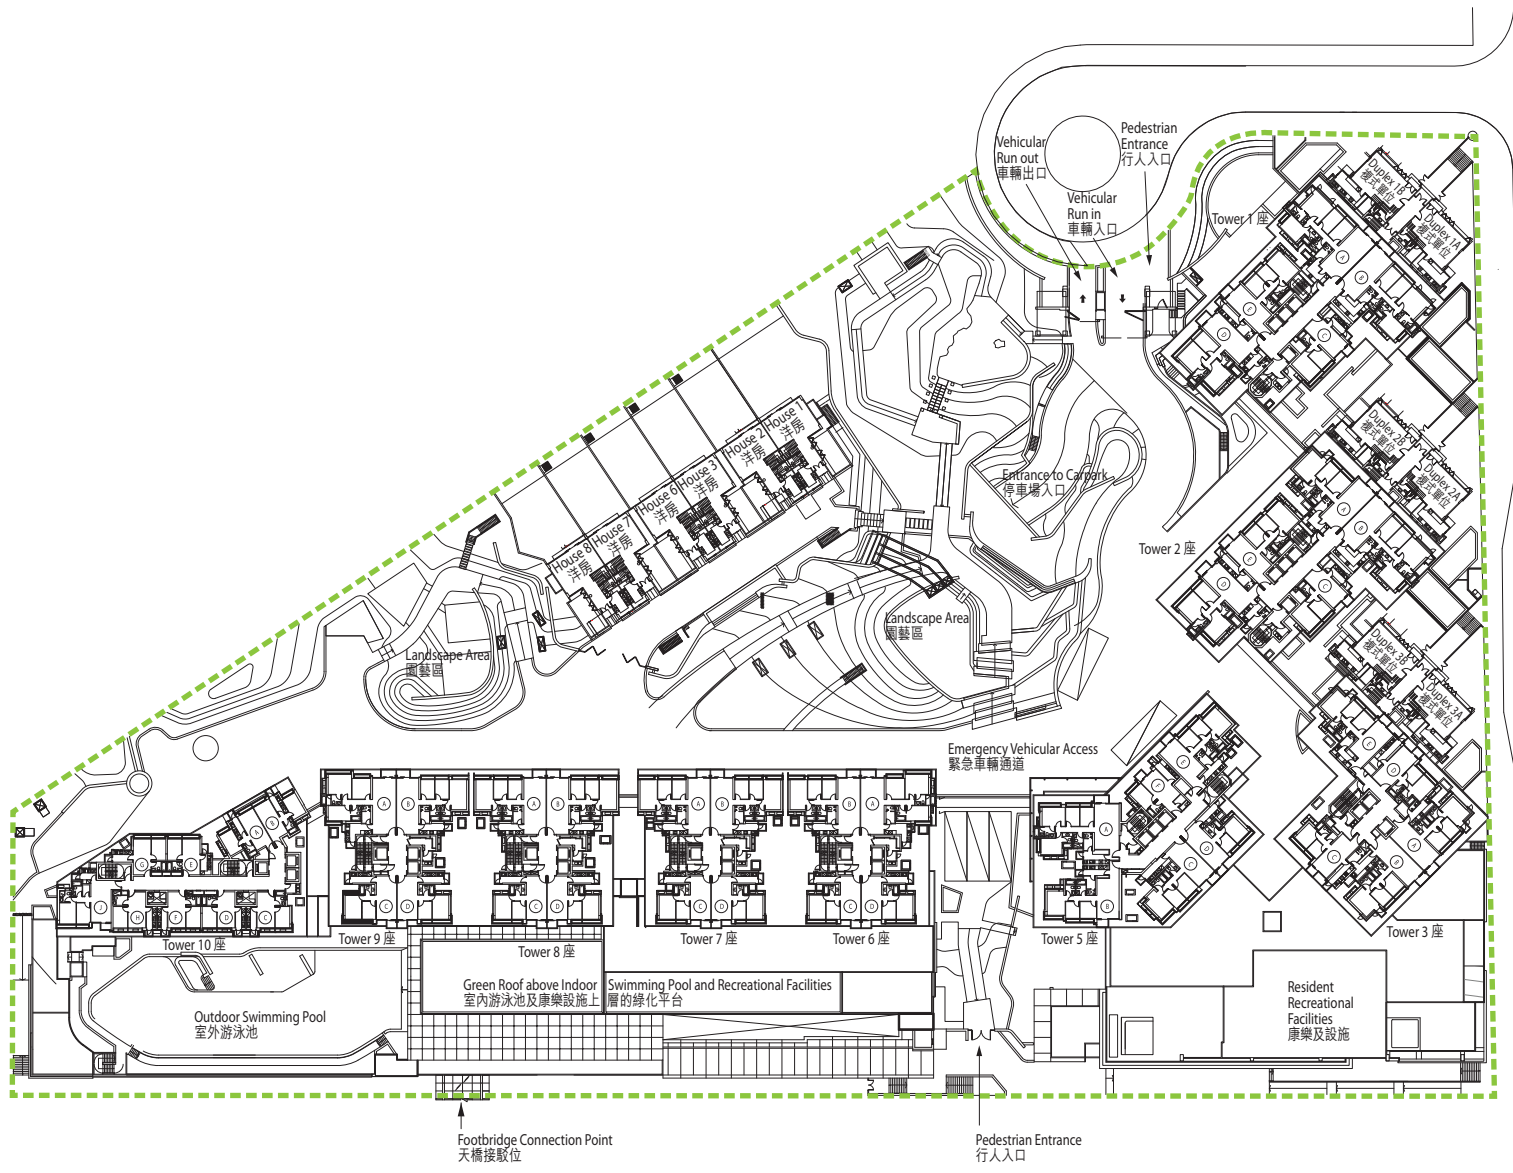 Vehicular
Run out
車輛出口
Pedestrian
Entrance
行人入口
Vehicular
Run in
車輛入口
Tower 1 座
Duplex 1B
複式單位
Duplex 1A
複式單位
A
B
E
D
C
House 1
洋房
House 2
洋房
House 3
洋房
House 6
洋房
House 7
洋房
House 8
洋房
Entrance to Carpark
停車場入口
Duplex 2B
複式單位
Duplex 2A
複式單位
Tower 2 座
A
B
E
D
C
Landscape Area
園藝區
Landscape Area
園藝區
Duplex 3B
複式單位
Duplex 3A
複式單位
Emergency Vehicular Access
緊急車輛通道
E
D
A
B
C
Tower 3 座
F
E
A
D
C
B
Tower 5 座
B
A
C
D
Tower 6 座
A
B
C
D
Tower 7 座
A
B
C
D
Tower 8 座
A
B
C
D
Tower 9 座
A
B
G
E
J
H
F
D
C
Tower 10 座
Green Roof above Indoor Swimming Pool and Recreational Facilities
室內游泳池及康樂設施上層的綠化平台
Outdoor Swimming Pool
室外游泳池
Resident
Recreational
Facilities
康樂及設施
Footbridge Connection Point
天橋接駁位
Pedestrian Entrance
行人入口